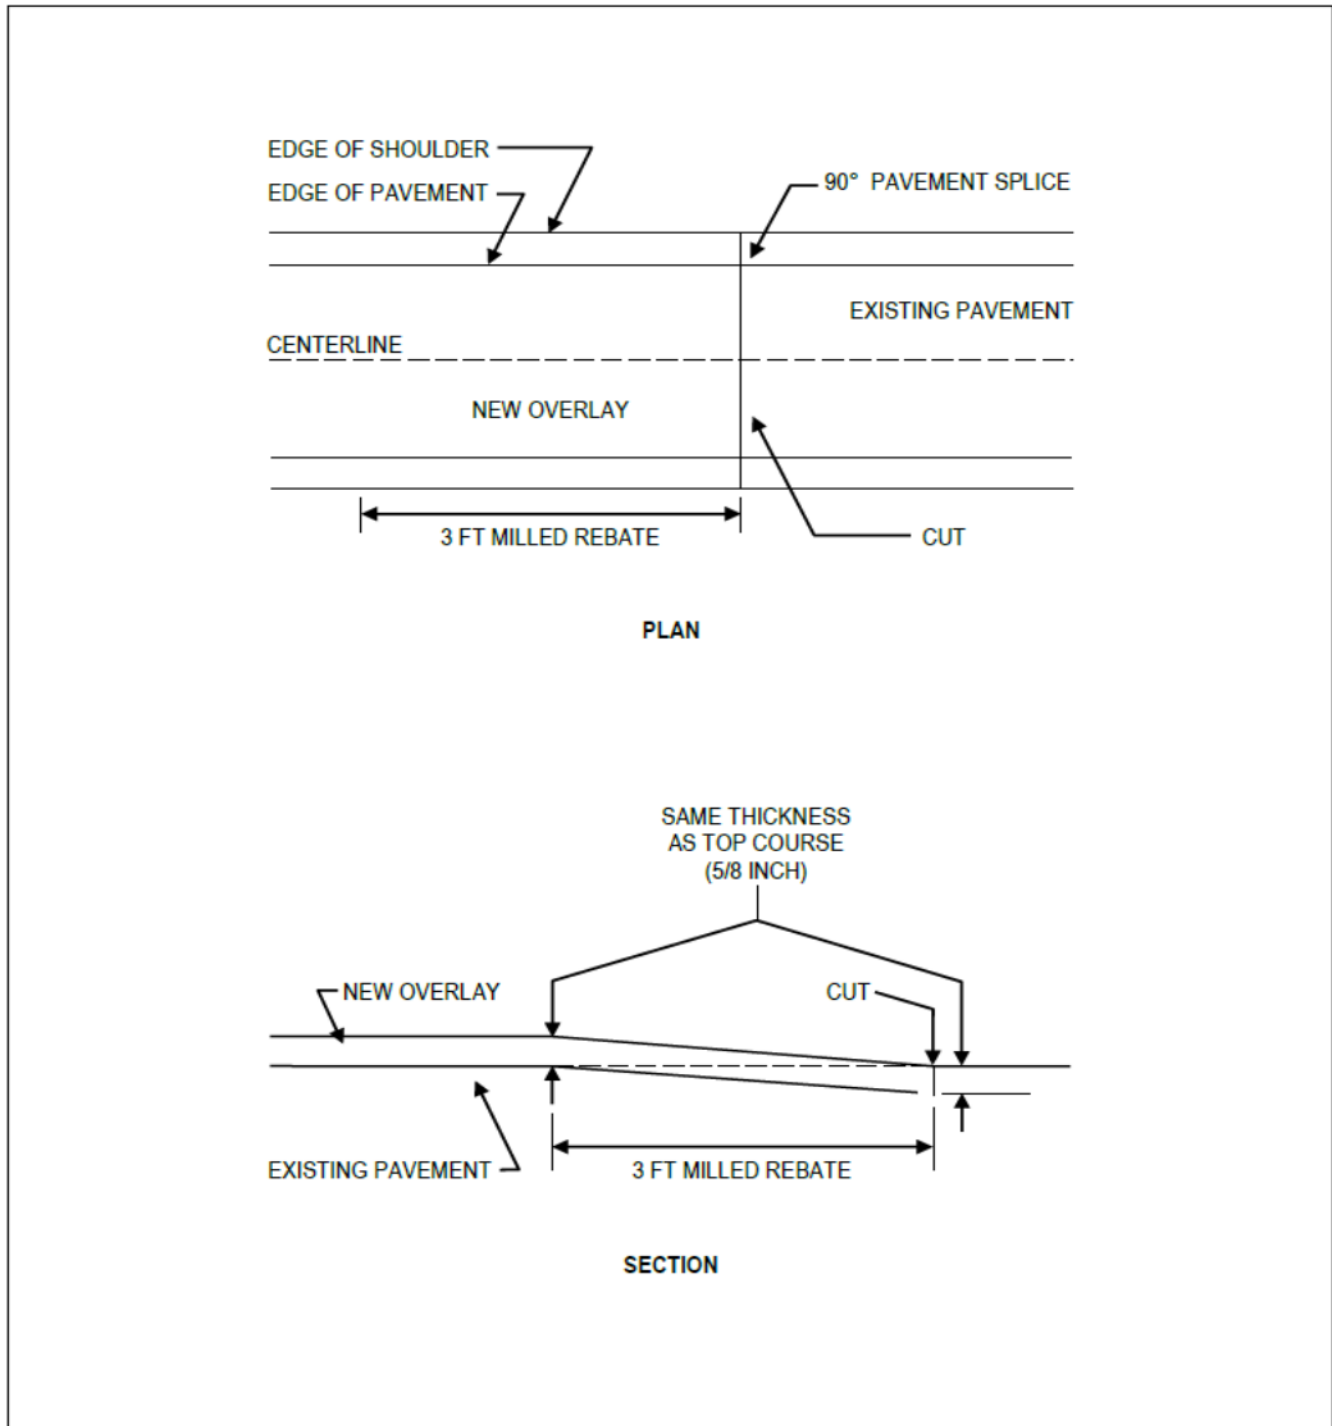 EDGE OF SHOULDER
EDGE OF PAVEMENT
90° PAVEMENT SPLICE
EXISTING PAVEMENT
CENTERLINE
NEW OVERLAY
3 FT MILLED REBATE
CUT
PLAN
SAME THICKNESS
AS TOP COURSE
(5/8 INCH)
NEW OVERLAY
CUT
EXISTING PAVEMENT
3 FT MILLED REBATE
SECTION